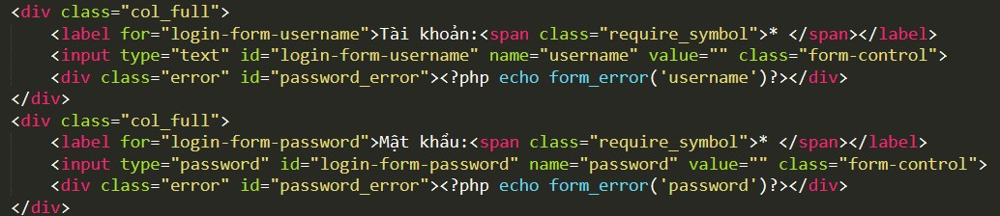 <div class="col_full">
    <label for="login-form-username">Tài khoản:<span class="require_symbol">* </span></label>
    <input type="text" id="login-form-username" name="username" value="" class="form-control">
    <div class="error" id="password_error"><?php echo form_error('username')?></div>
</div>
<div class="col_full">
    <label for="login-form-password">Mật khẩu:<span class="require_symbol">* </span></label>
    <input type="password" id="login-form-password" name="password" value="" class="form-control">
    <div class="error" id="password_error"><?php echo form_error('password')?></div>
</div>